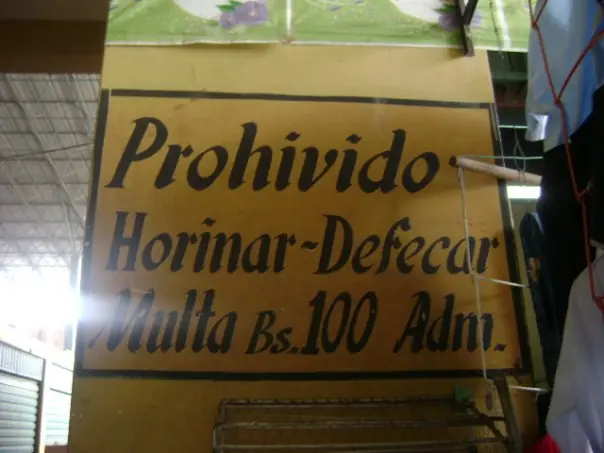 Prohivido
Horinar-Defecar
Multa Bs.100 Adm.